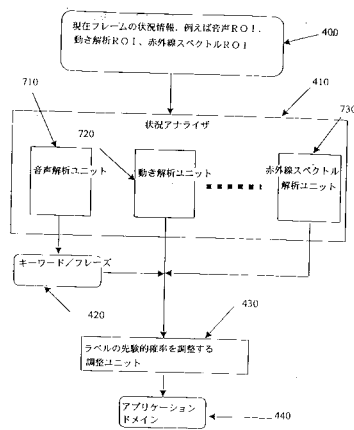 現在フレームの状況情報、例えば音声ROI、
動き解析ROI、赤外線スペクトルROI
400
710
410
730
状況アナライザ
720
音声解析ユニット
動き解析ユニット
赤外線スペクトル
解析ユニット
キーワード／フレーズ
420
430
ラベルの先験的確率を調整する
調整ユニット
アプリケーション
ドメイン
440